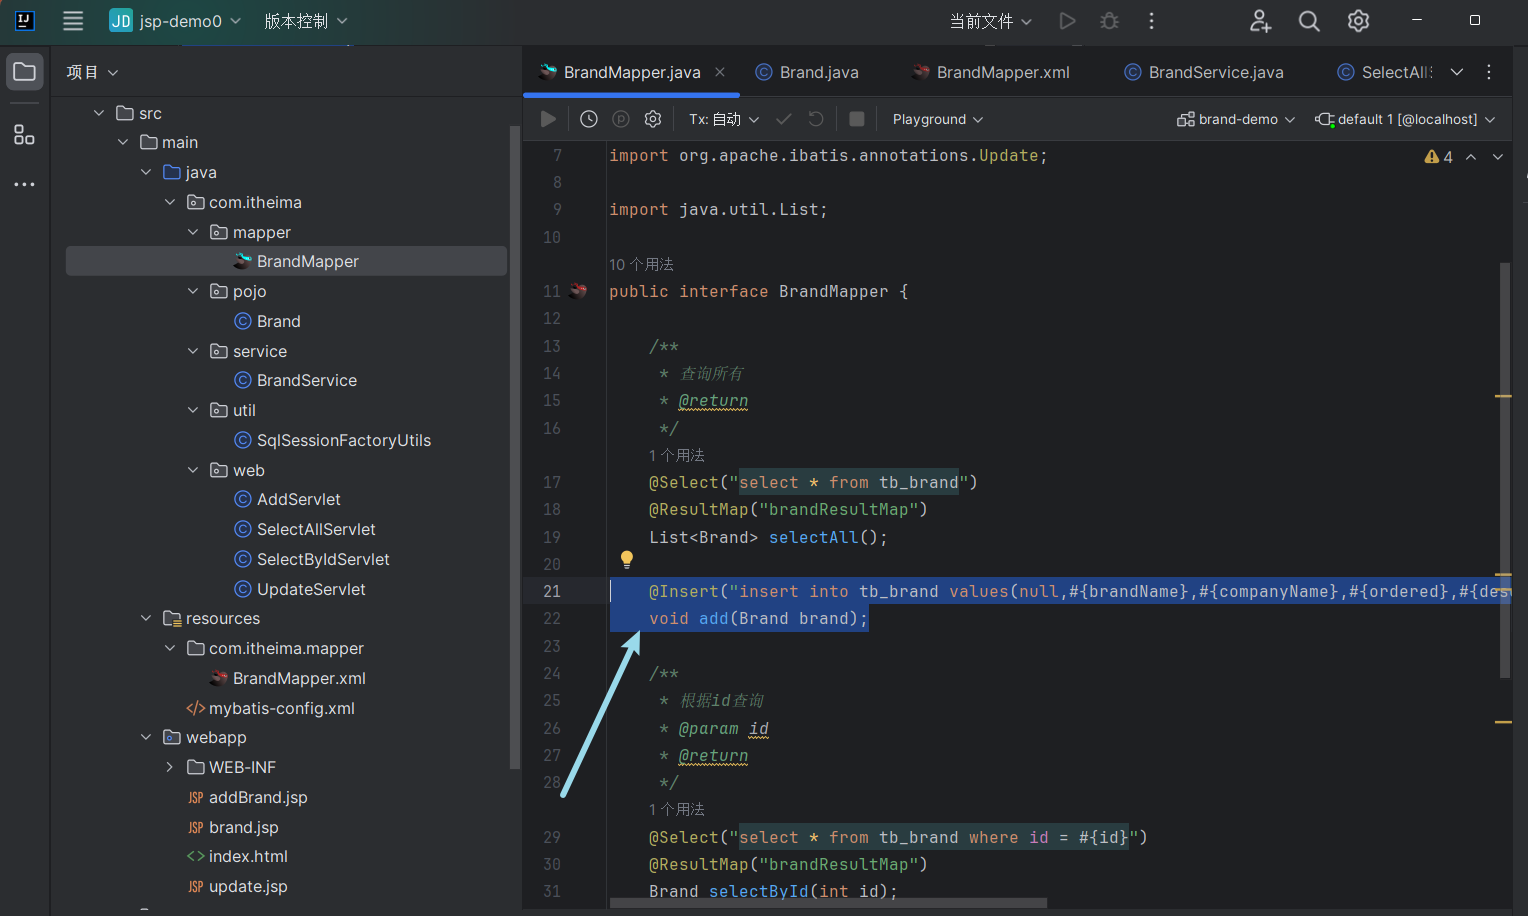 IJ
JD jsp-demo0
版本控制
当前文件
项目
src
main
java
com.itheima
mapper
BrandMapper
pojo
Brand
service
BrandService
util
SqlSessionFactoryUtils
web
AddServlet
SelectAllServlet
SelectByIdServlet
UpdateServlet
resources
com.itheima.mapper
BrandMapper.xml
mybatis-config.xml
webapp
WEB-INF
JSP addBrand.jsp
JSP brand.jsp
index.html
JSP update.jsp
BrandMapper.java
Brand.java
BrandMapper.xml
BrandService.java
SelectAll
Tx: 自动
Playground
brand-demo
default 1 [@localhost]
4
7 import org.apache.ibatis.annotations.Update;
8
9 import java.util.List;
10
10 个用法
11 public interface BrandMapper {
12
13 /**
14 * 查询所有
15 * @return
16 */
1 个用法
17 @Select("select * from tb_brand")
18 @ResultMap("brandResultMap")
19 List<Brand> selectAll();
20
21 @Insert("insert into tb_brand values(null,#{brandName},#{companyName},#{ordered},#{des
22 void add(Brand brand);
23
24 /**
25 * 根据id查询
26 * @param id
27 * @return
28 */
1 个用法
29 @Select("select * from tb_brand where id = #{id}")
30 @ResultMap("brandResultMap")
31 Brand selectById(int id);